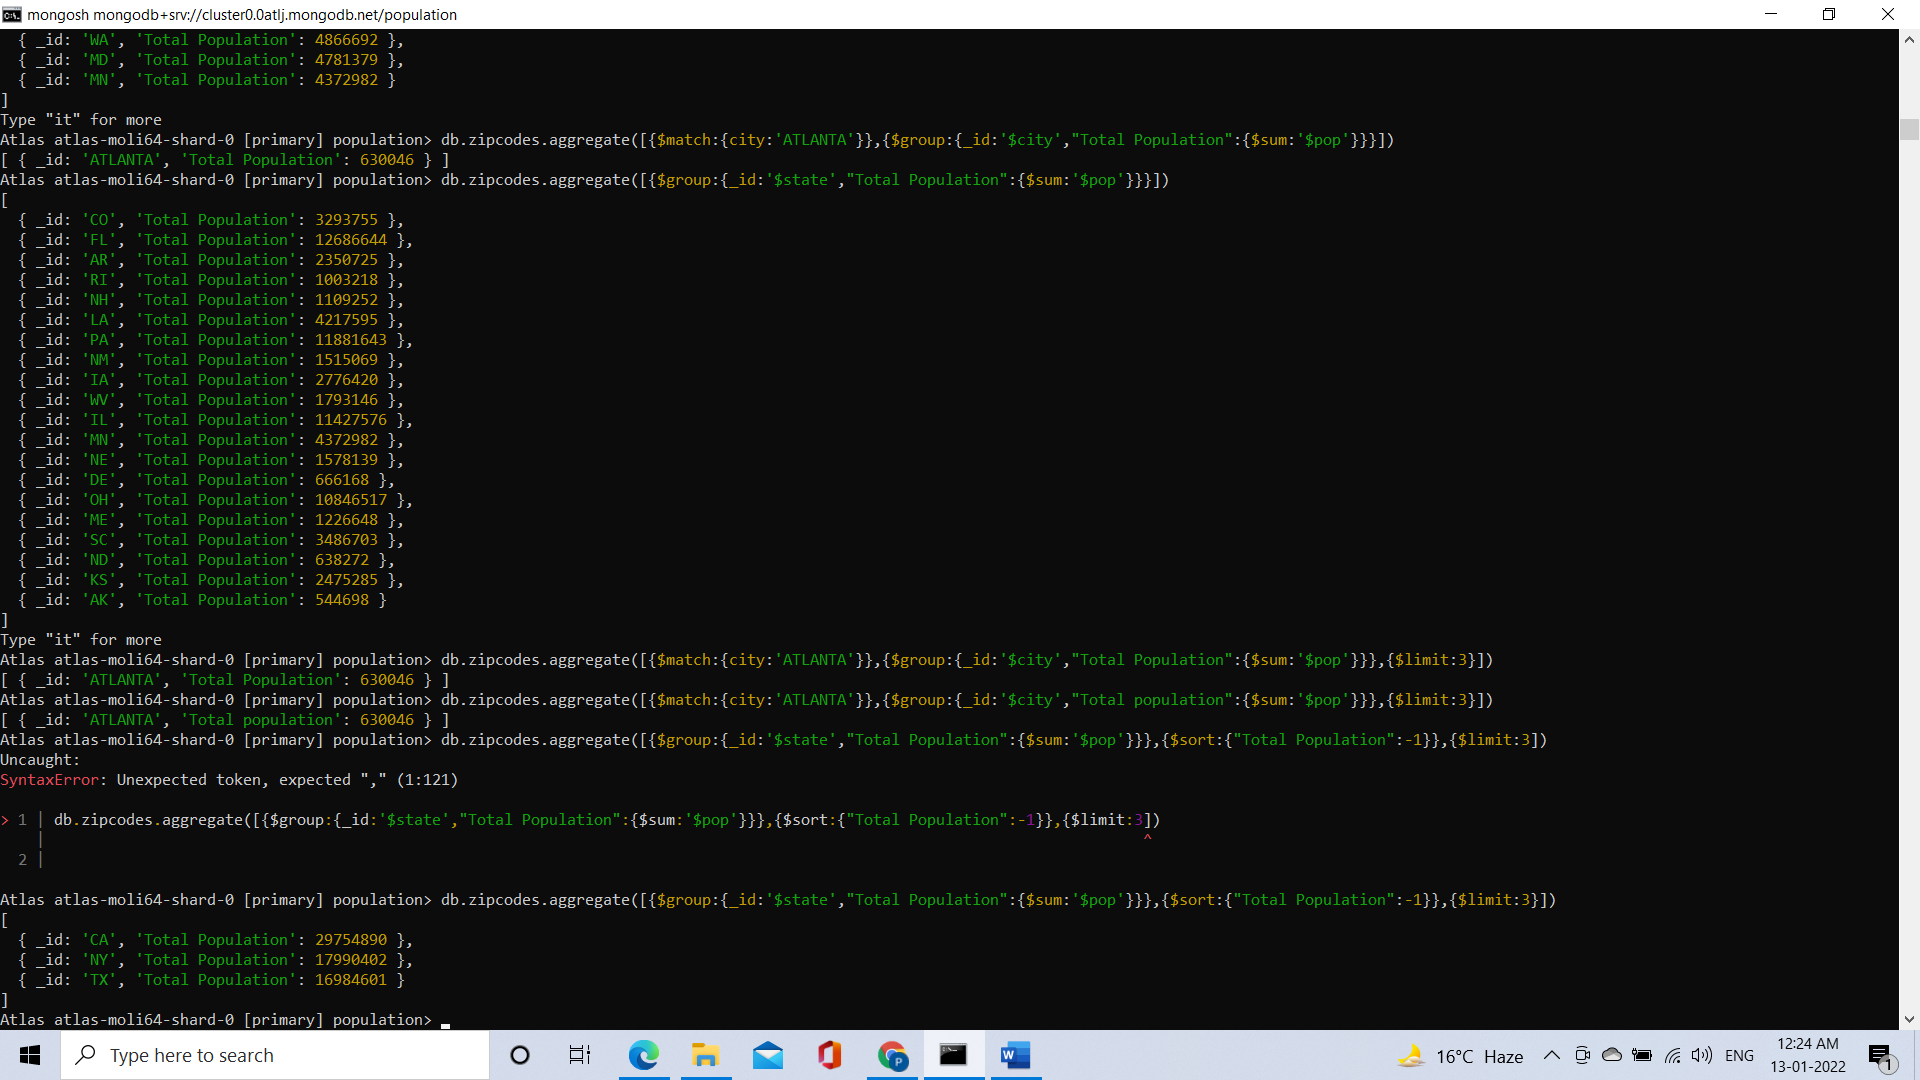 mongosh mongodb+srv://cluster0.0atlj.mongodb.net/population
  { _id: 'WA', 'Total Population': 4866692 },
  { _id: 'MD', 'Total Population': 4781379 },
  { _id: 'MN', 'Total Population': 4372982 }
]
Type "it" for more
Atlas atlas-moli64-shard-0 [primary] population> db.zipcodes.aggregate([{$match:{city:'ATLANTA'}},{$group:{_id:'$city',"Total Population":{$sum:'$pop'}}}])
[ { _id: 'ATLANTA', 'Total Population': 630046 } ]
Atlas atlas-moli64-shard-0 [primary] population> db.zipcodes.aggregate([{$group:{_id:'$state',"Total Population":{$sum:'$pop'}}}])
[
  { _id: 'CO', 'Total Population': 3293755 },
  { _id: 'FL', 'Total Population': 12686644 },
  { _id: 'AR', 'Total Population': 2350725 },
  { _id: 'RI', 'Total Population': 1003218 },
  { _id: 'NH', 'Total Population': 1109252 },
  { _id: 'LA', 'Total Population': 4217595 },
  { _id: 'PA', 'Total Population': 11881643 },
  { _id: 'NM', 'Total Population': 1515069 },
  { _id: 'IA', 'Total Population': 2776420 },
  { _id: 'WV', 'Total Population': 1793146 },
  { _id: 'IL', 'Total Population': 11427576 },
  { _id: 'MN', 'Total Population': 4372982 },
  { _id: 'NE', 'Total Population': 1578139 },
  { _id: 'DE', 'Total Population': 666168 },
  { _id: 'OH', 'Total Population': 10846517 },
  { _id: 'ME', 'Total Population': 1226648 },
  { _id: 'SC', 'Total Population': 3486703 },
  { _id: 'ND', 'Total Population': 638272 },
  { _id: 'KS', 'Total Population': 2475285 },
  { _id: 'AK', 'Total Population': 544698 }
]
Type "it" for more
Atlas atlas-moli64-shard-0 [primary] population> db.zipcodes.aggregate([{$match:{city:'ATLANTA'}},{$group:{_id:'$city',"Total Population":{$sum:'$pop'}}},{$limit:3}])
[ { _id: 'ATLANTA', 'Total Population': 630046 } ]
Atlas atlas-moli64-shard-0 [primary] population> db.zipcodes.aggregate([{$match:{city:'ATLANTA'}},{$group:{_id:'$city',"Total population":{$sum:'$pop'}}},{$limit:3}])
[ { _id: 'ATLANTA', 'Total population': 630046 } ]
Atlas atlas-moli64-shard-0 [primary] population> db.zipcodes.aggregate([{$group:{_id:'$state',"Total Population":{$sum:'$pop'}}},{$sort:{"Total Population":-1}},{$limit:3])
Uncaught:
SyntaxError: Unexpected token, expected "," (1:121)
> 1 | db.zipcodes.aggregate([{$group:{_id:'$state',"Total Population":{$sum:'$pop'}}},{$sort:{"Total Population":-1}},{$limit:3])
    |                                                                                                                         ^
  2 |
Atlas atlas-moli64-shard-0 [primary] population> db.zipcodes.aggregate([{$group:{_id:'$state',"Total Population":{$sum:'$pop'}}},{$sort:{"Total Population":-1}},{$limit:3}])
[
  { _id: 'CA', 'Total Population': 29754890 },
  { _id: 'NY', 'Total Population': 17990402 },
  { _id: 'TX', 'Total Population': 16984601 }
]
Atlas atlas-moli64-shard-0 [primary] population>
Type here to search
16°C Haze
ENG
12:24 AM
13-01-2022
1